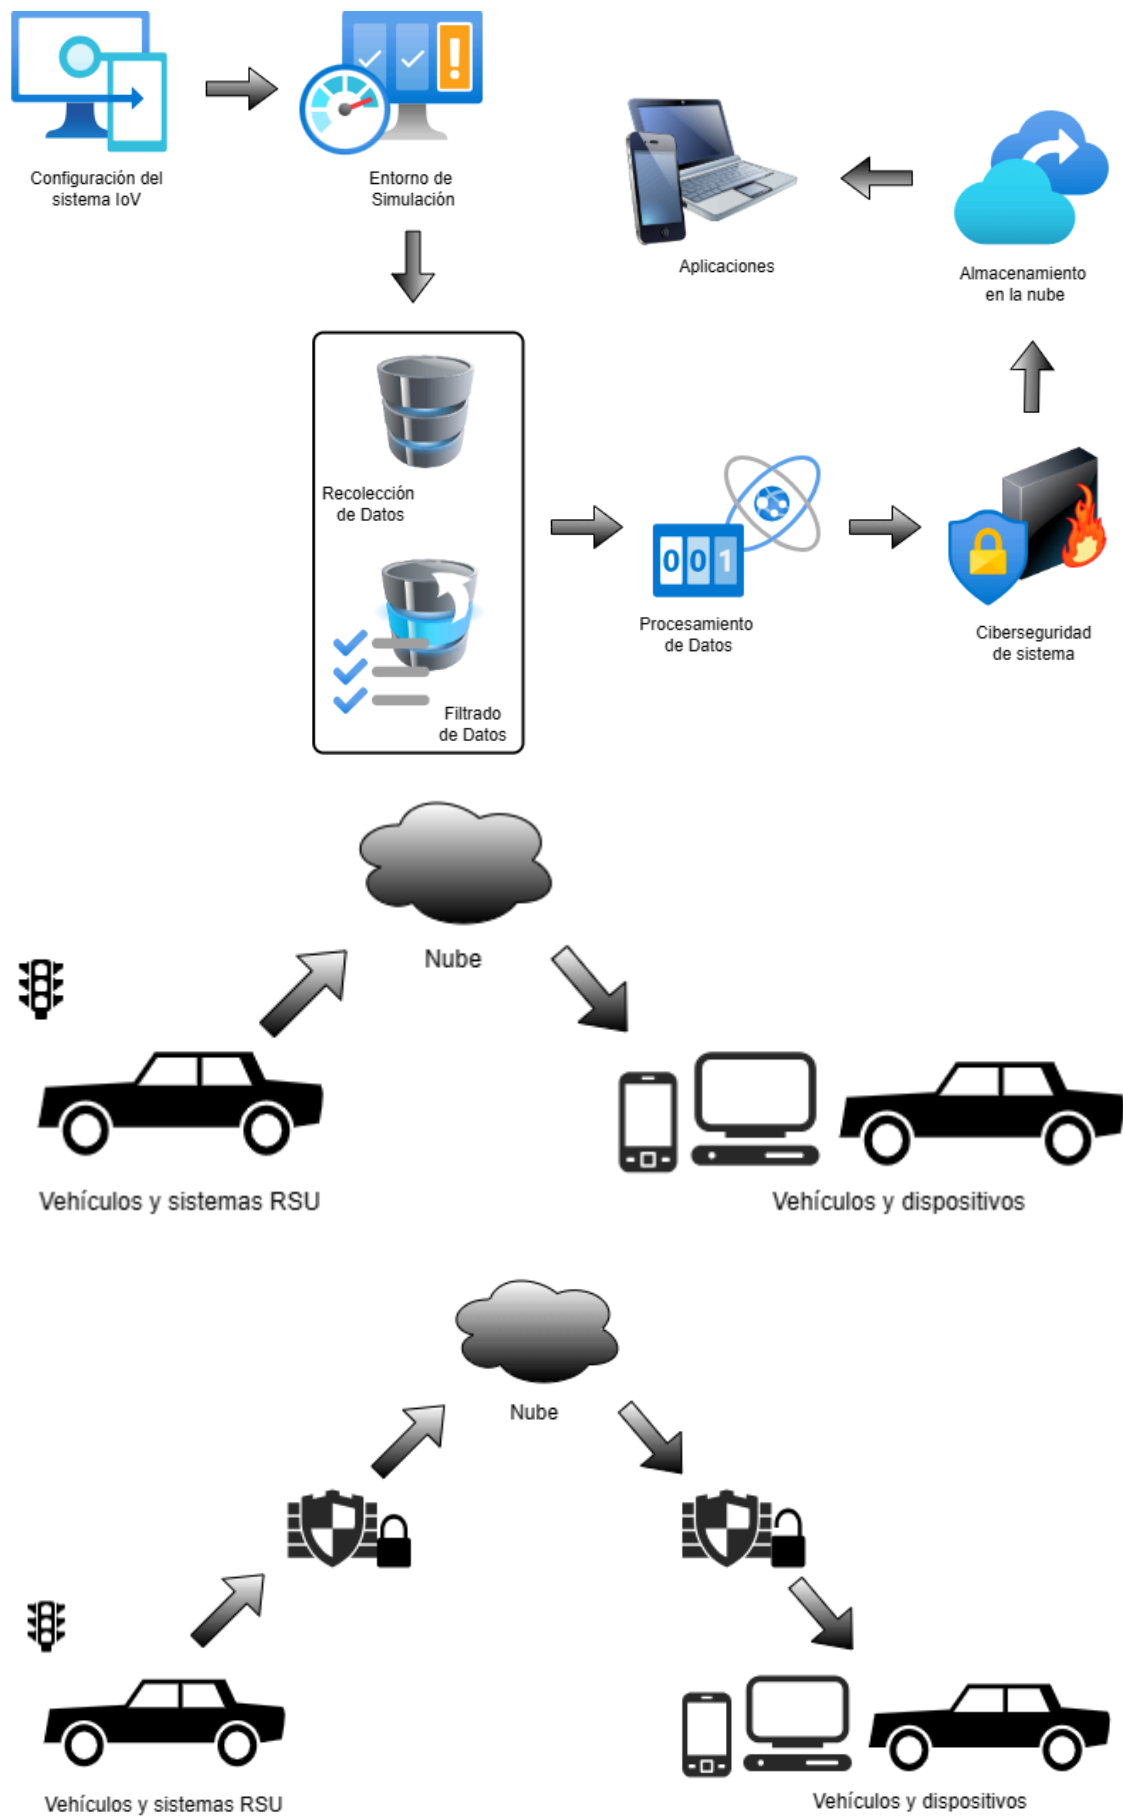 Configuración del
sistema IoV
Entorno de
Simulación
Aplicaciones
Almacenamiento
en la nube
Recolección
de Datos
001
Procesamiento
de Datos
Ciberseguridad
de sistema
Filtrado
de Datos
Nube
Vehículos y sistemas RSU
Vehículos y dispositivos
Nube
Vehículos y sistemas RSU
Vehículos y dispositivos